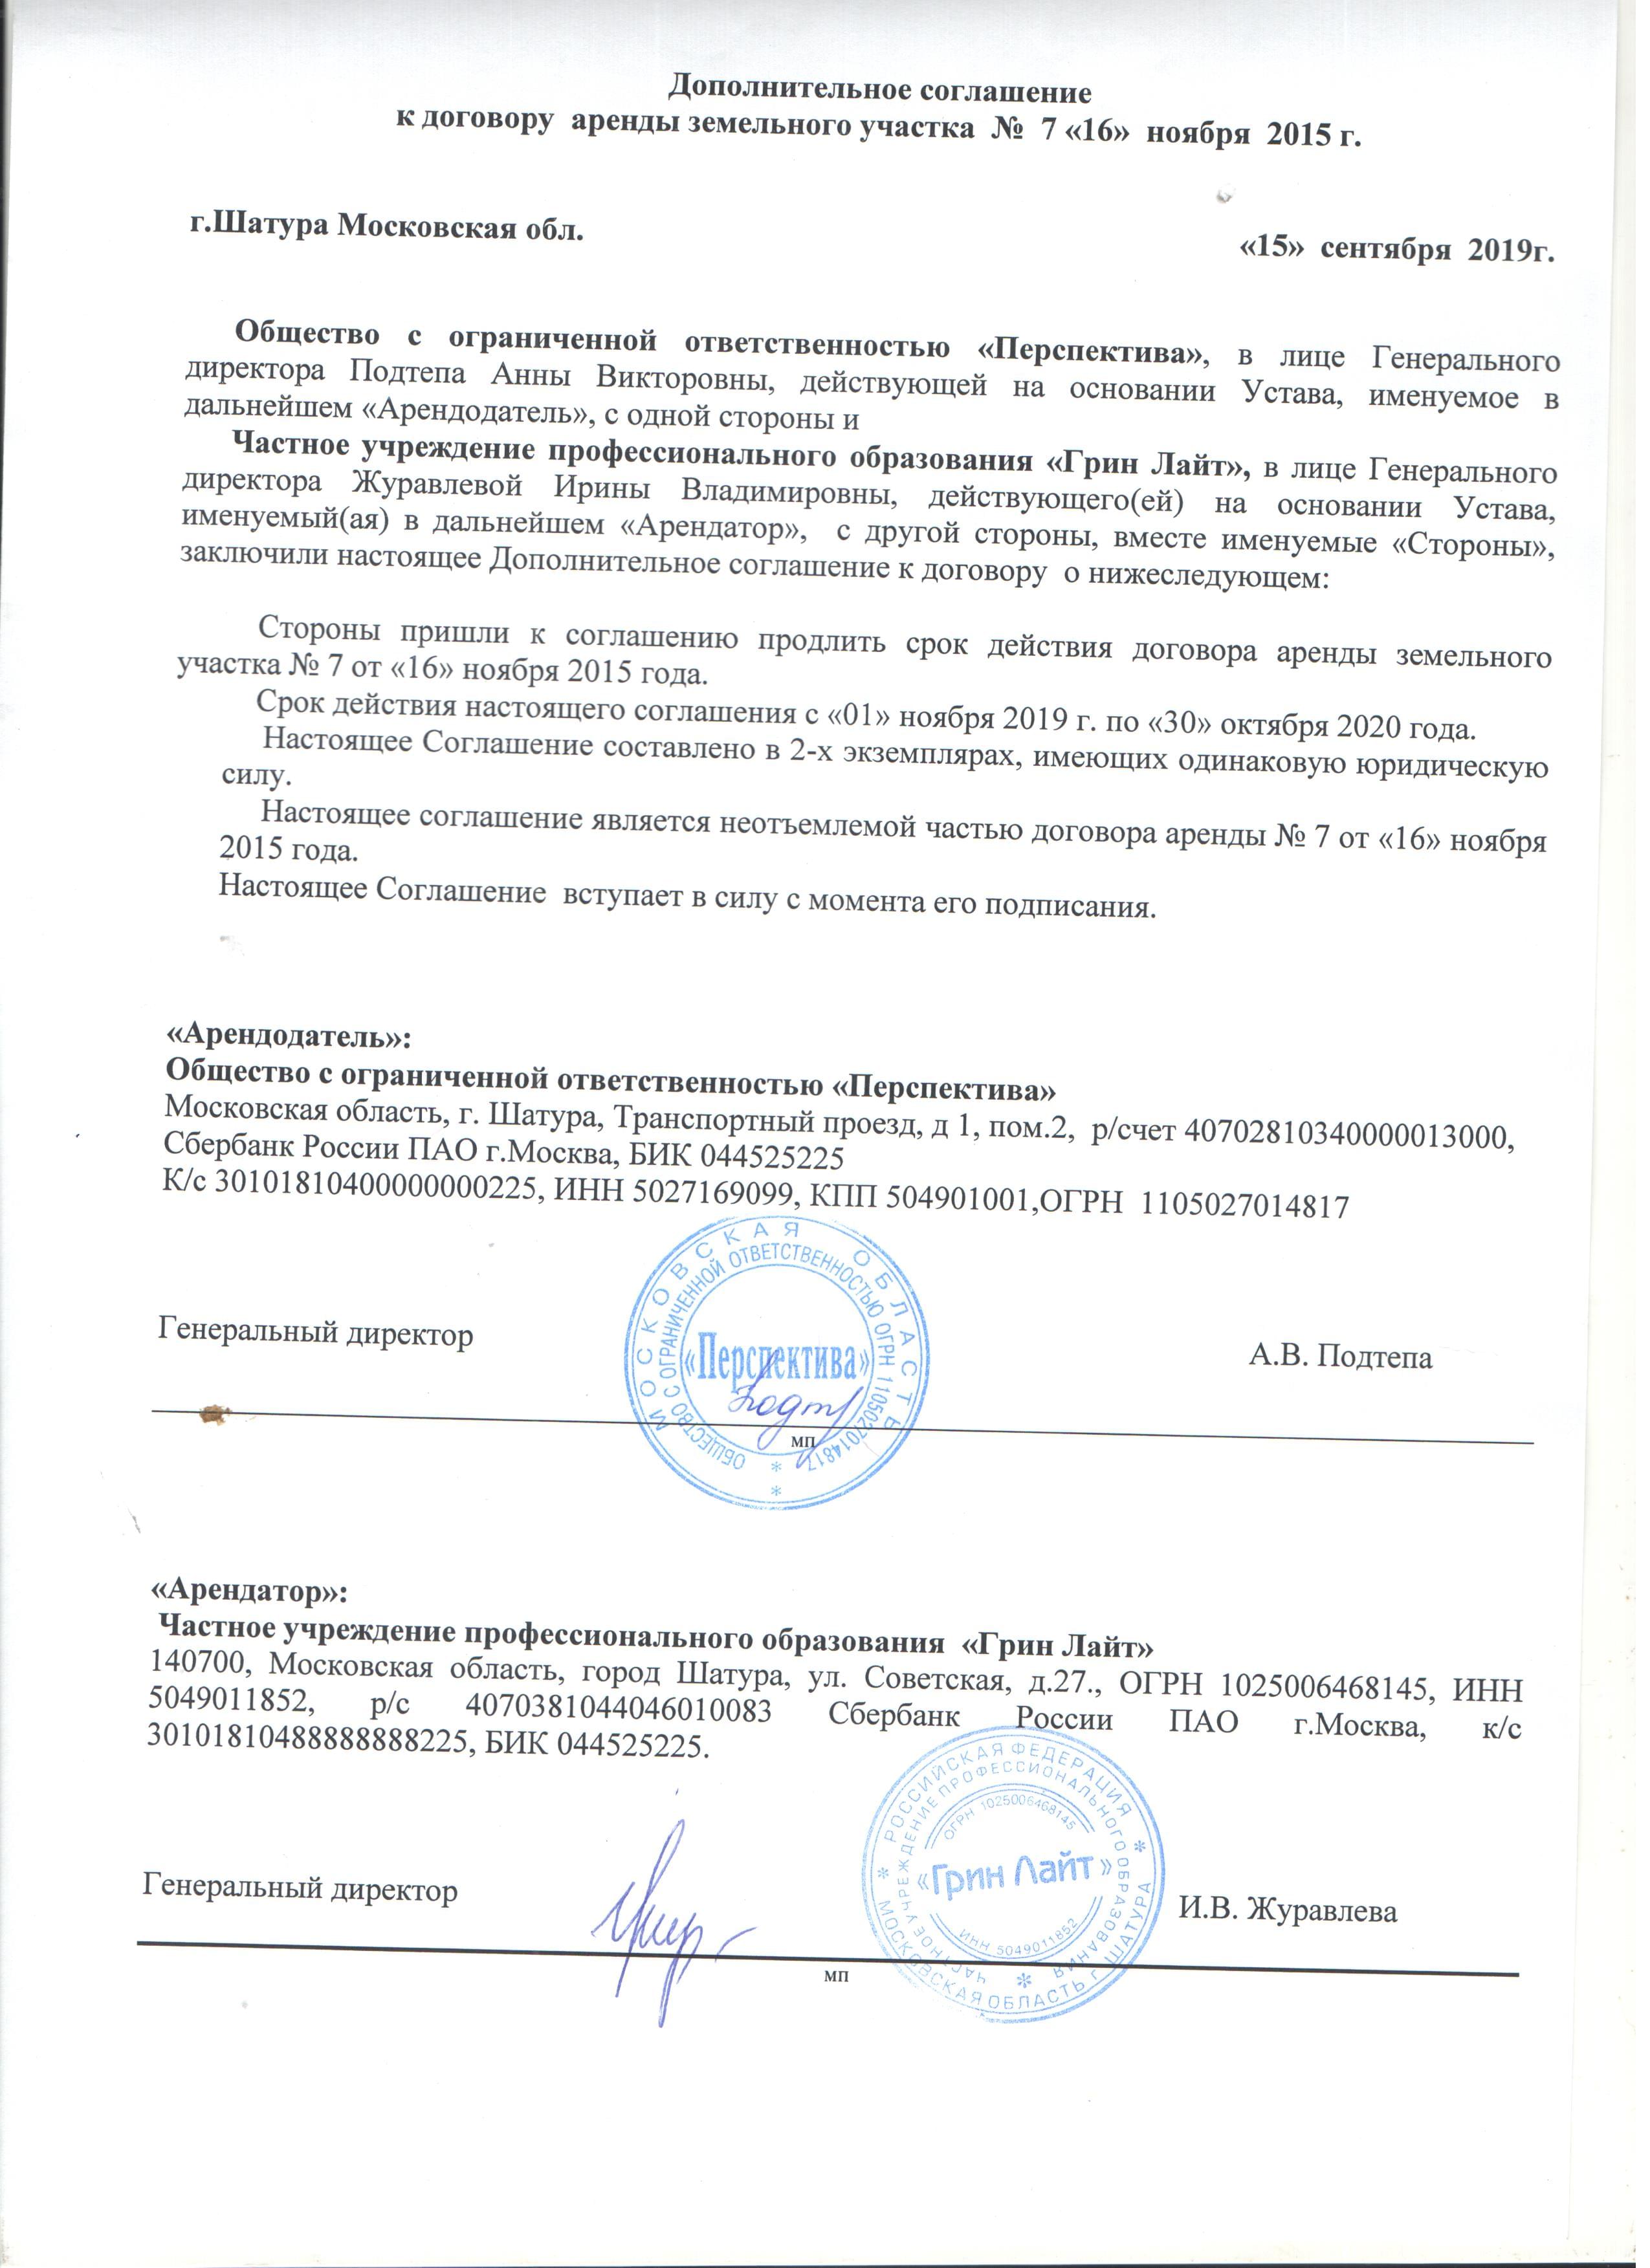 Дополнительное соглашение
к договору аренды земельного участка № 7 «16» ноября 2015 г.
г.Шатура Московская обл.
«15» сентября 2019г.
Общество с ограниченной ответственностью «Перспектива», в лице Генерального
директора Подтепа Анны Викторовны, действующей на основании Устава, именуемое в
дальнейшем «Арендодатель», с одной стороны и
Частное учреждение профессионального образования «Грин Лайт», в лице Генерального
директора Журавлевой Ирины Владимировны, действующего(ей) на основании Устава,
именуемый(ая) в дальнейшем «Арендатор», с другой стороны, вместе именуемые «Стороны»,
заключили настоящее Дополнительное соглашение к договору о нижеследующем:
Стороны пришли к соглашению продлить срок действия договора аренды земельного
участка № 7 от «16» ноября 2015 года.
Срок действия настоящего соглашения с «01» ноября 2019 г. по «30» октября 2020 года.
Настоящее Соглашение составлено в 2-х экземплярах, имеющих одинаковую юридическую
силу.
Настоящее соглашение является неотъемлемой частью договора аренды № 7 от «16» ноября
2015 года.
Настоящее Соглашение вступает в силу с момента его подписания.
«Арендодатель»:
Общество с ограниченной ответственностью «Перспектива»
Московская область, г. Шатура, Транспортный проезд, д 1, пом.2, р/счет 40702810340000013000,
Сбербанк России ПАО г.Москва, БИК 044525225
К/с 30101810400000000225, ИНН 5027169099, КПП 504901001,ОГРН 1105027014817
МОСКОВСКАЯ ОБЛАСТЬ
ОБЩЕСТВО С ОГРАНИЧЕННОЙ ОТВЕТСТВЕННОСТЬЮ ОГРН 1105027014817
«Перспектива»
Генеральный директор
А.В. Подтепа
мп
«Арендатор»:
Частное учреждение профессионального образования «Грин Лайт»
140700, Московская область, город Шатура, ул. Советская, д.27., ОГРН 1025006468145, ИНН
5049011852, р/с 4070381044046010083 Сбербанк России ПАО г.Москва, к/с
30101810488888888225, БИК 044525225.
РОССИЙСКАЯ ФЕДЕРАЦИЯ
МОСКОВСКАЯ ОБЛАСТЬ г. ШАТУРА
ЧАСТНОЕ УЧРЕЖДЕНИЕ ПРОФЕССИОНАЛЬНОГО ОБРАЗОВАНИЯ
ОГРН 1025006468145
«Грин Лайт»
ИНН 5049011852
Генеральный директор
И.В. Журавлева
мп